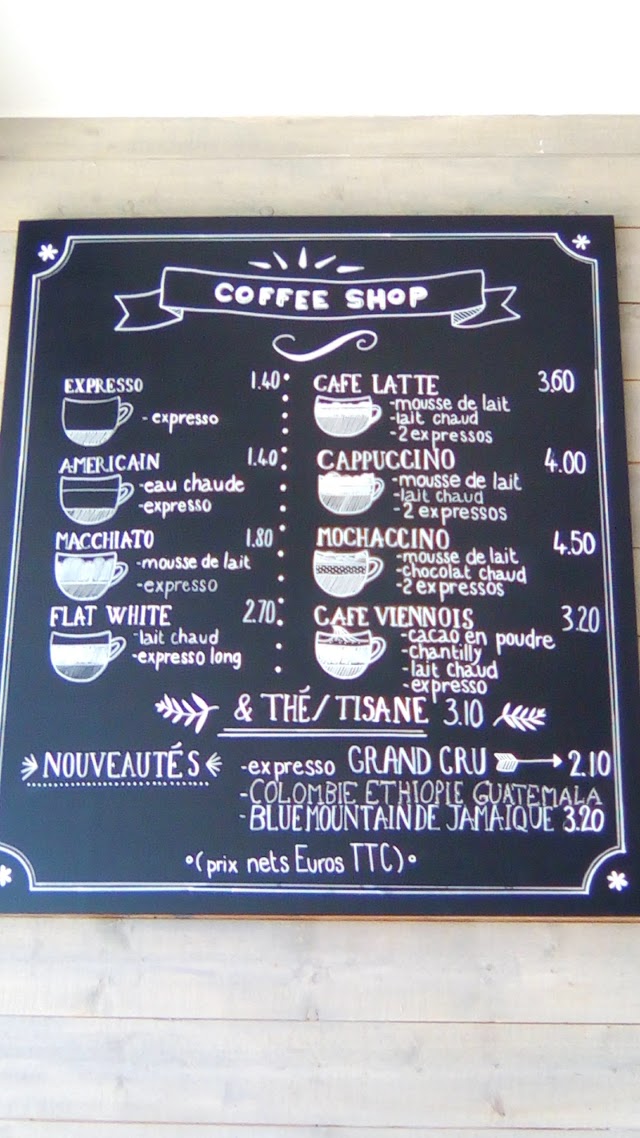 COFFEE SHOP
EXPRESSO 1.40
- expresso
AMERICAIN 1.40
-eau chaude
-expresso
MACCHIATO 1.80
-mousse de lait
-expresso
FLAT WHITE 2.70
-lait chaud
-expresso long
CAFE LATTE 3.60
-mousse de lait
-lait chaud
-2 expressos
CAPPUCCINO 4.00
-mousse de lait
-lait chaud
-2 expressos
MOCHACCINO 4.50
-mousse de lait
-chocolat chaud
-2 expressos
CAFE VIENNOIS 3.20
-cacao en poudre
-chantilly
-lait chaud
-expresso
& THÉ/TISANE 3.10
NOUVEAUTÉS -expresso GRAND CRU 2.10
-COLOMBIE ETHIOPIE GUATEMALA
-BLUE MOUNTAIN DE JAMAIQUE 3.20
(prix nets Euros TTC)